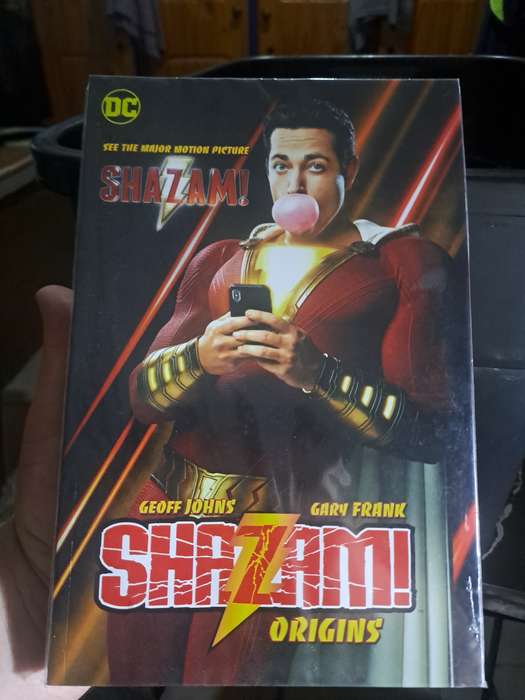 DC
SEE THE MAJOR MOTION PICTURE
SHAZAM!
GEOFF JOHNS GARY FRANK
SHAZAM!
ORIGINS